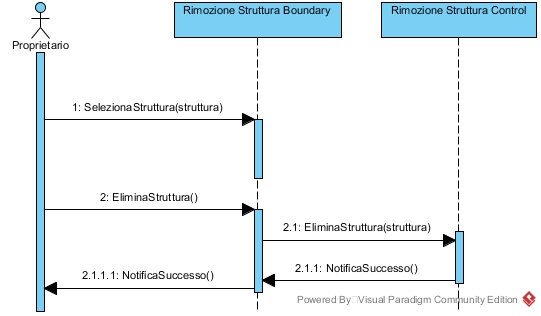 Rimozione Struttura Boundary
Rimozione Struttura Control
Proprietario
1: SelezionaStruttura(struttura)
2: EliminaStruttura()
2.1: EliminaStruttura(struttura)
2.1.1: NotificaSuccesso()
2.1.1.1: NotificaSuccesso()
Powered By Visual Paradigm Community Edition